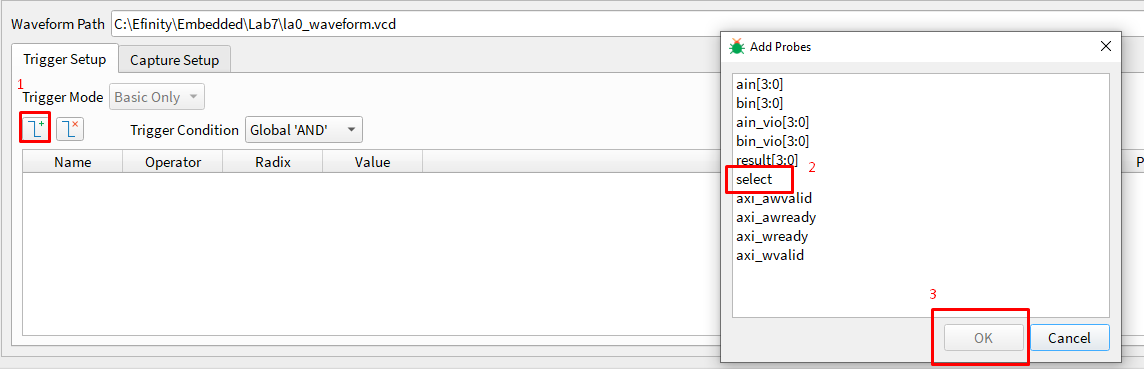 Waveform Path C:\Efinity\Embedded\Lab7\la0_waveform.vcd
Trigger Setup Capture Setup
1
Trigger Mode Basic Only
Trigger Condition Global 'AND'
Name Operator Radix Value P
Add Probes
ain[3:0]
bin[3:0]
ain_vio[3:0]
bin_vio[3:0]
result[3:0]
2
select
axi_awvalid
axi_awready
axi_wready
axi_wvalid
3
OK Cancel